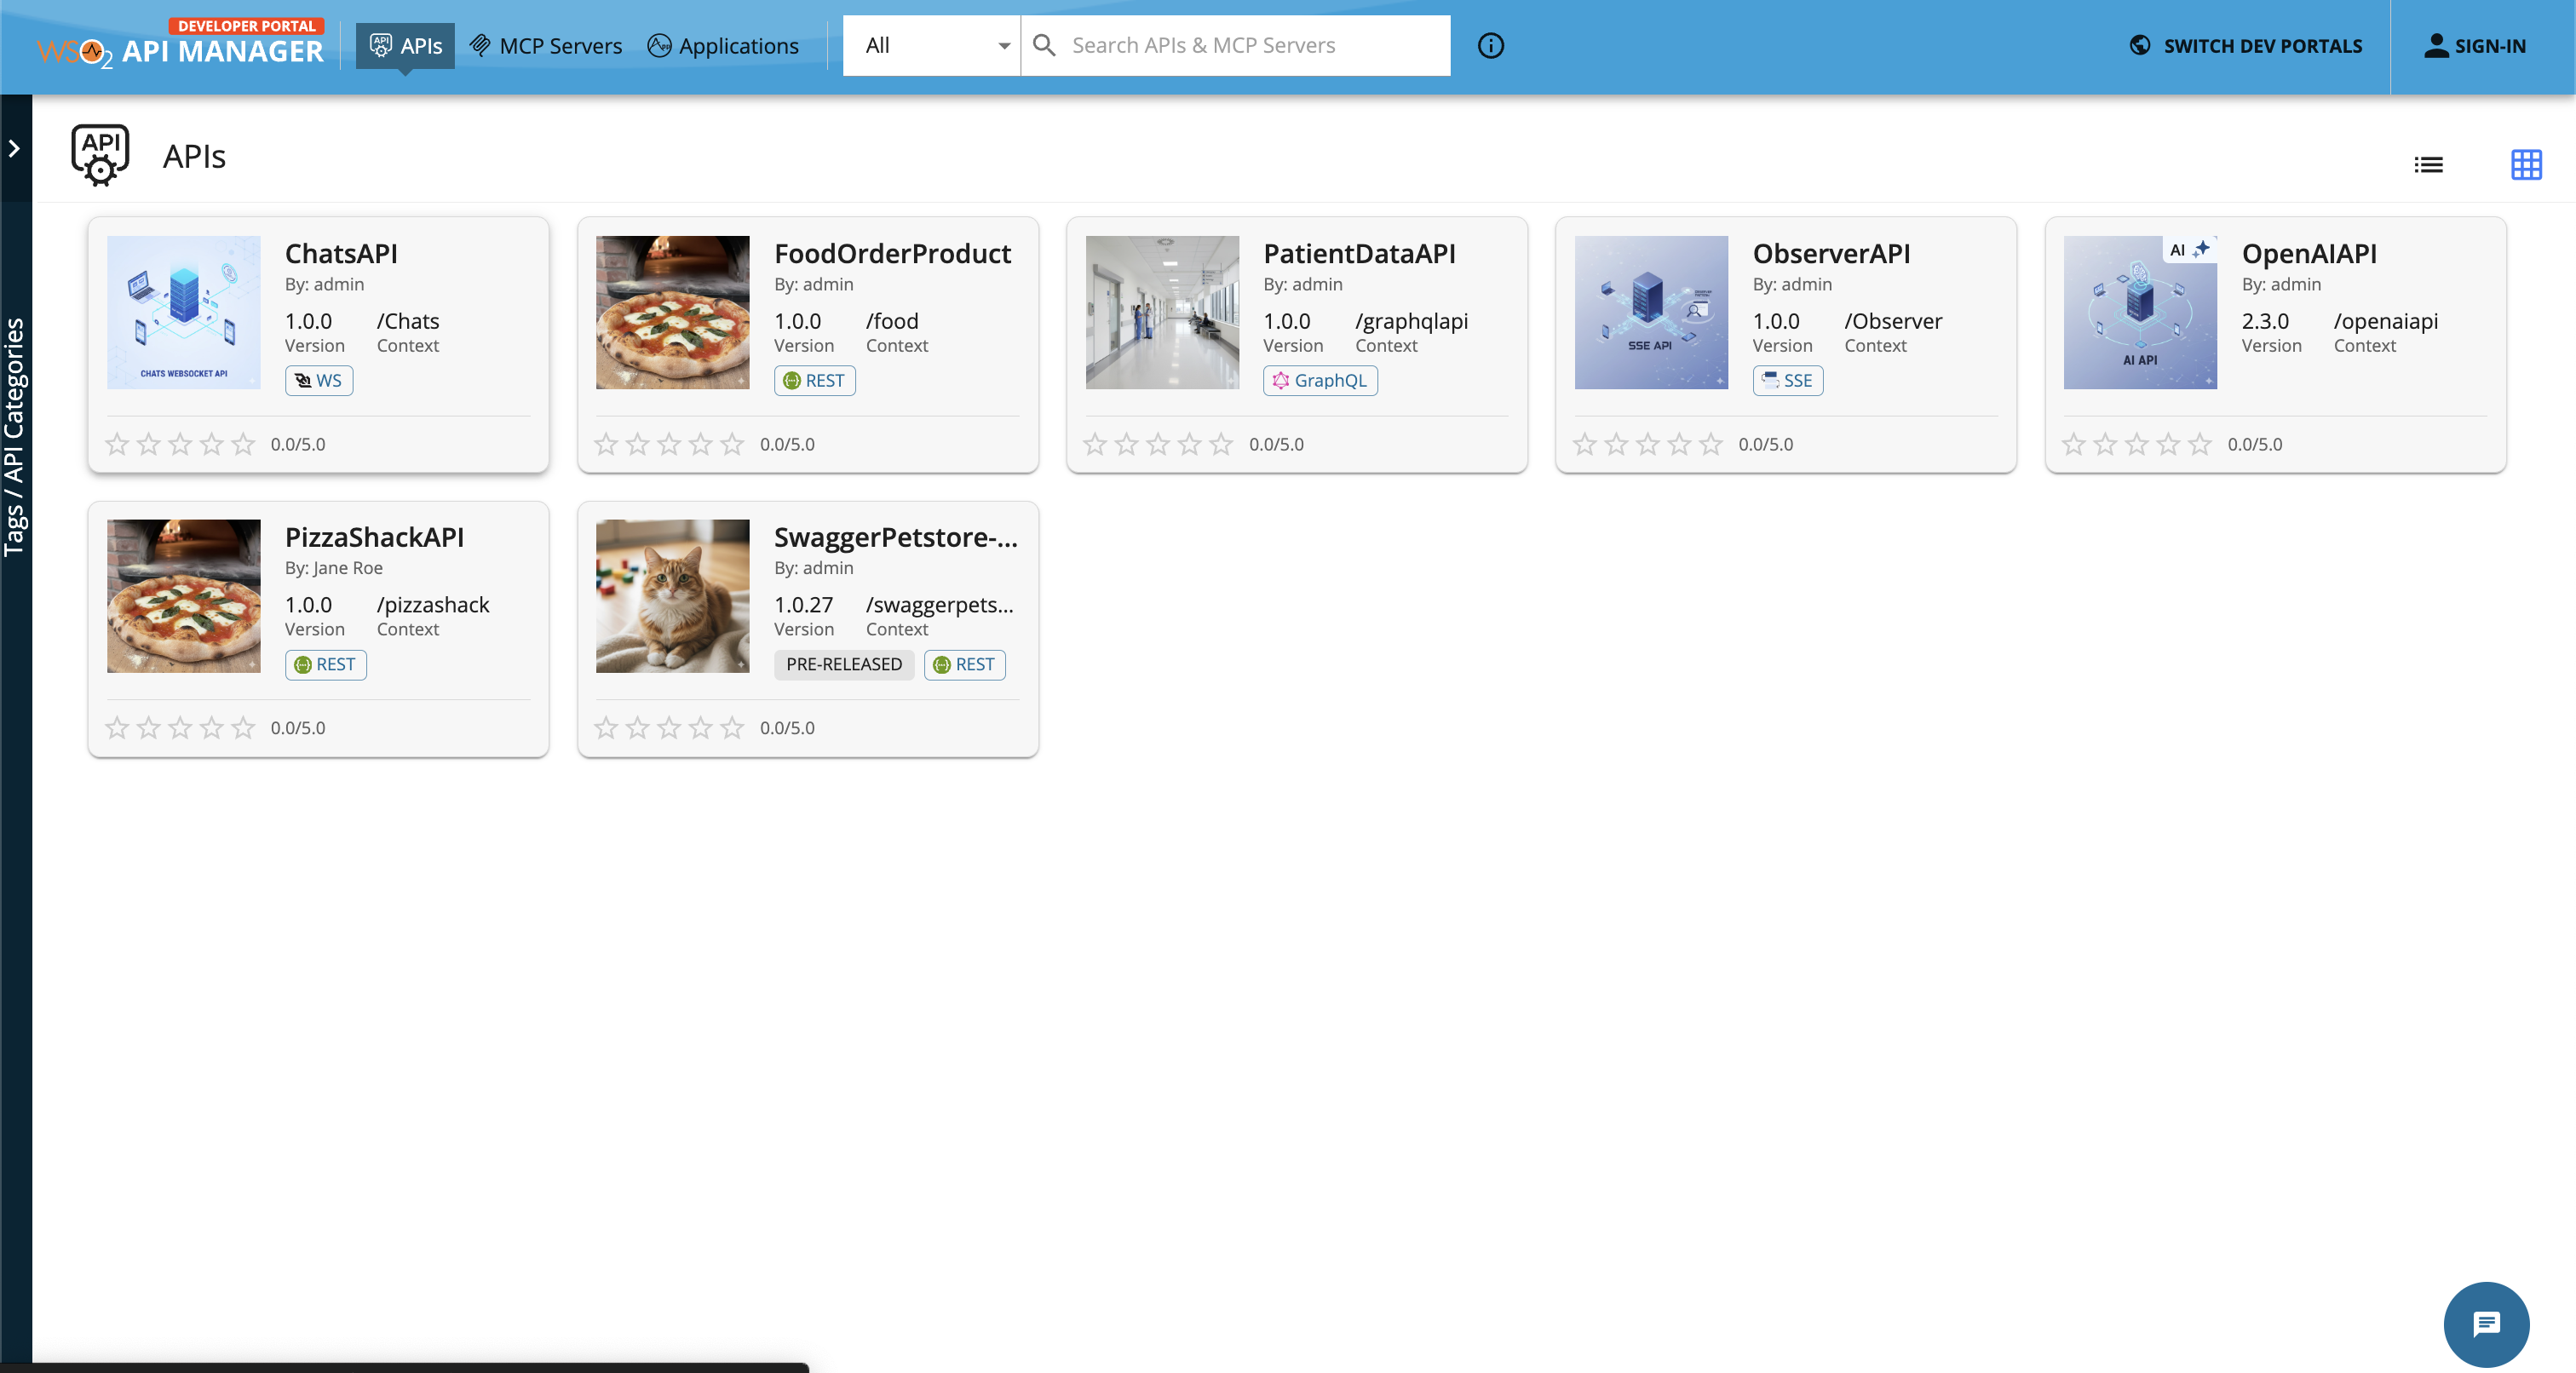 DEVELOPER PORTAL
WSO2 API MANAGER
APIs
MCP Servers
Applications
All
Search APIs & MCP Servers
SWITCH DEV PORTALS
SIGN-IN
Tags / API Categories
API
APIs
CHATS WEBSOCKET API
ChatsAPI
By: admin
1.0.0 /Chats
Version Context
WS
0.0/5.0
FoodOrderProduct
By: admin
1.0.0 /food
Version Context
REST
0.0/5.0
PatientDataAPI
By: admin
1.0.0 /graphqlapi
Version Context
GraphQL
0.0/5.0
SSE API
ObserverAPI
By: admin
1.0.0 /Observer
Version Context
SSE
0.0/5.0
AI
AI API
OpenAIAPI
By: admin
2.3.0 /openaiapi
Version Context
0.0/5.0
PizzaShackAPI
By: Jane Roe
1.0.0 /pizzashack
Version Context
REST
0.0/5.0
SwaggerPetstore-...
By: admin
1.0.27 /swaggerpets...
Version Context
PRE-RELEASED REST
0.0/5.0